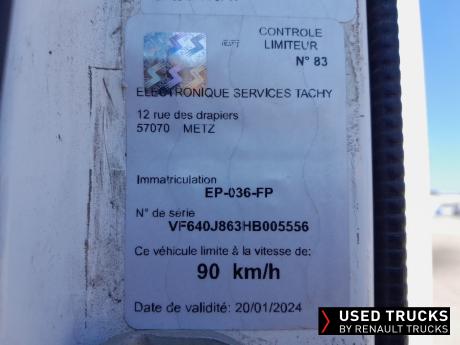 CONTROLE
LIMITEUR
N° 83
ELECTRONIQUE SERVICES TACHY
12 rue des drapiers
57070 METZ
Immatriculation
EP-036-FP
N° de série
VF640J863HB005556
Ce véhicule limite à la vitesse de:
90 km/h
Date de validité: 20/01/2024
USED TRUCKS
BY RENAULT TRUCKS